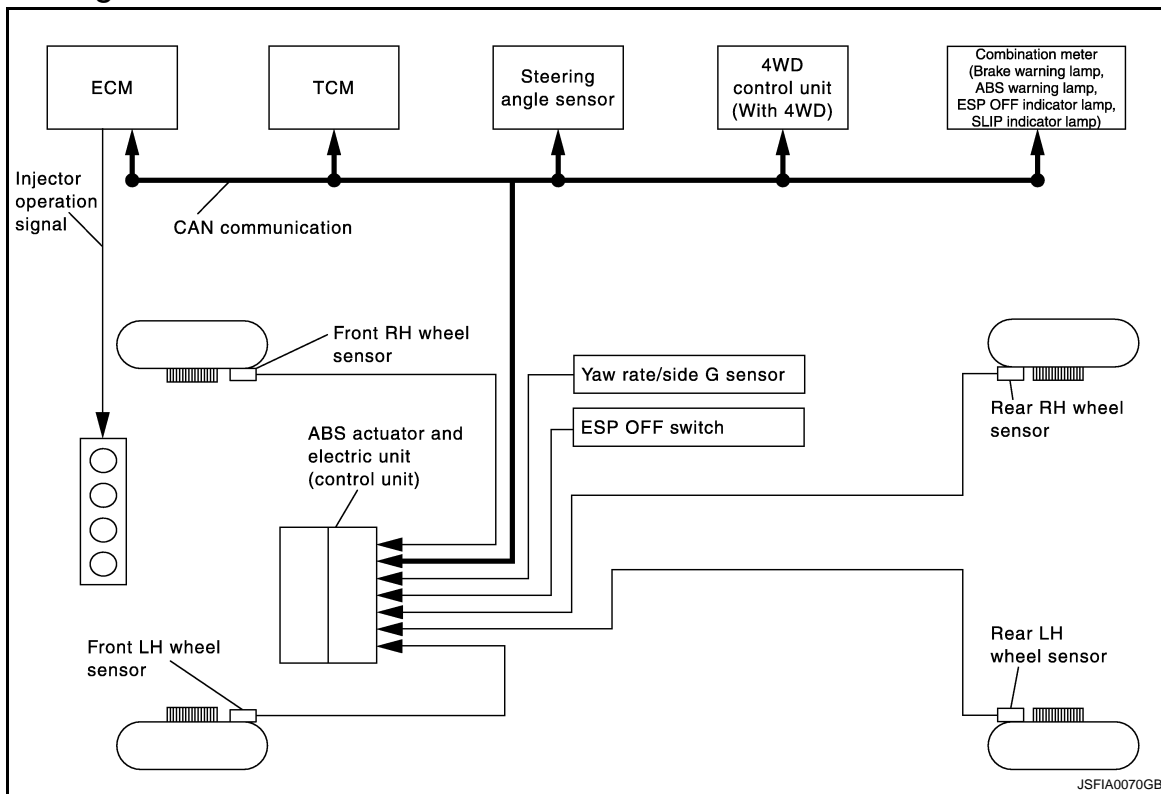 ECM
TCM
Steering
angle sensor
4WD
control unit
(With 4WD)
Combination meter
(Brake warning lamp,
ABS warning lamp,
ESP OFF indicator lamp,
SLIP indicator lamp)
Injector
operation
signal
CAN communication
Front RH wheel
sensor
Yaw rate/side G sensor
ESP OFF switch
Rear RH wheel
sensor
ABS actuator and
electric unit
(control unit)
Front LH wheel
sensor
Rear LH
wheel sensor
JSFIA0070GB